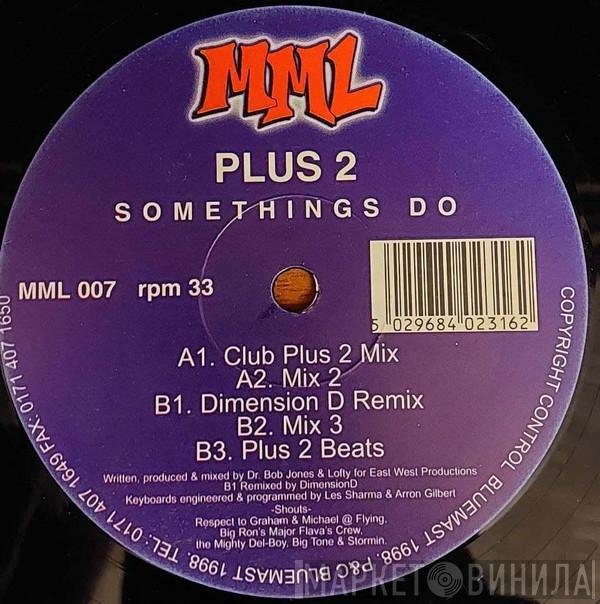 MML
PLUS 2
SOMETHINGS DO
MML 007 rpm 33
5 029684 023162
A1. Club Plus 2 Mix
A2. Mix 2
B1. Dimension D Remix
B2. Mix 3
B3. Plus 2 Beats
Written, produced & mixed by Dr. Bob Jones & Lofty for East West Productions
B1 Remixed by DimensionD
Keyboards engineered & programmed by Les Sharma & Arron Gilbert
-Shouts-
Respect to Graham & Michael @ Flying,
Big Ron's Major Flava's Crew,
the Mighty Del-Boy, Big Tone & Stormin.
COPYRIGHT CONTROL BLUEMAST 1998. P&C BLUEMAST 1998. TEL: 0171 407 1649 FAX: 0171 407 1650
МАРКЕТ ВИНИЛА